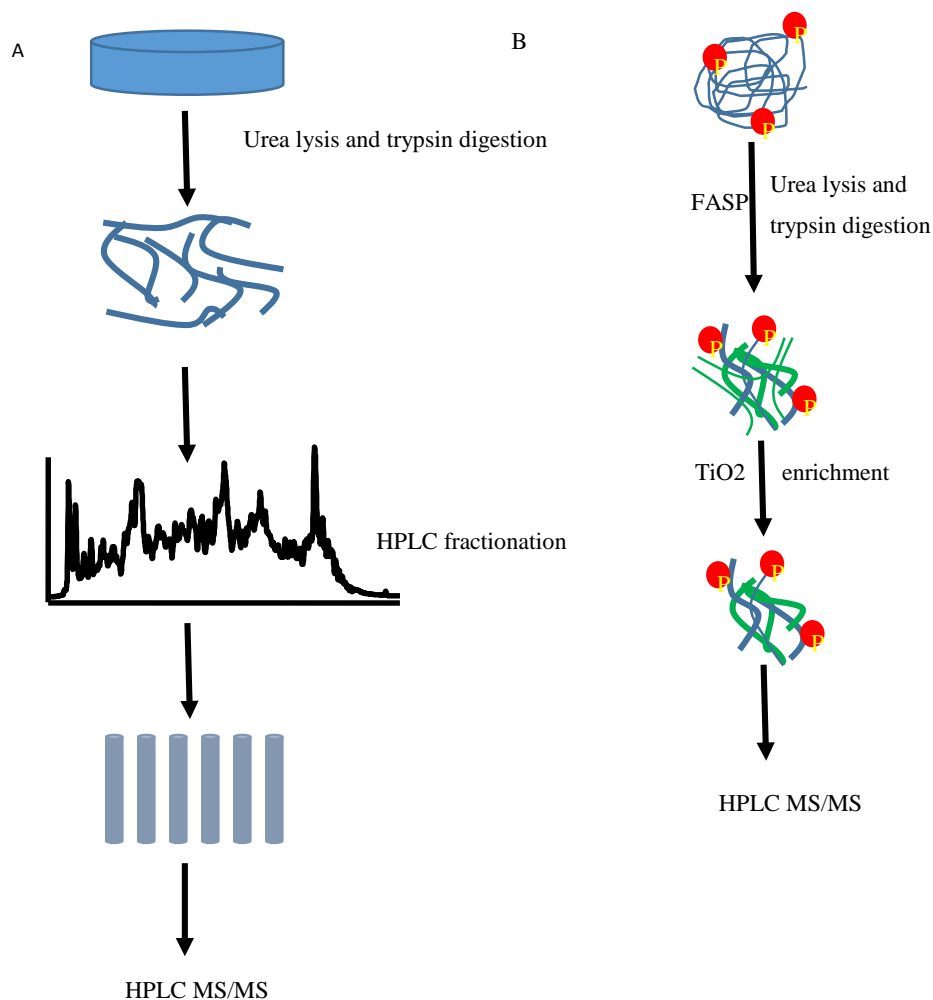 A
Urea lysis and trypsin digestion
HPLC fractionation
HPLC MS/MS
B
P
P
P
FASP
Urea lysis and
trypsin digestion
P
P
P
TiO2
enrichment
P
P
P
HPLC MS/MS